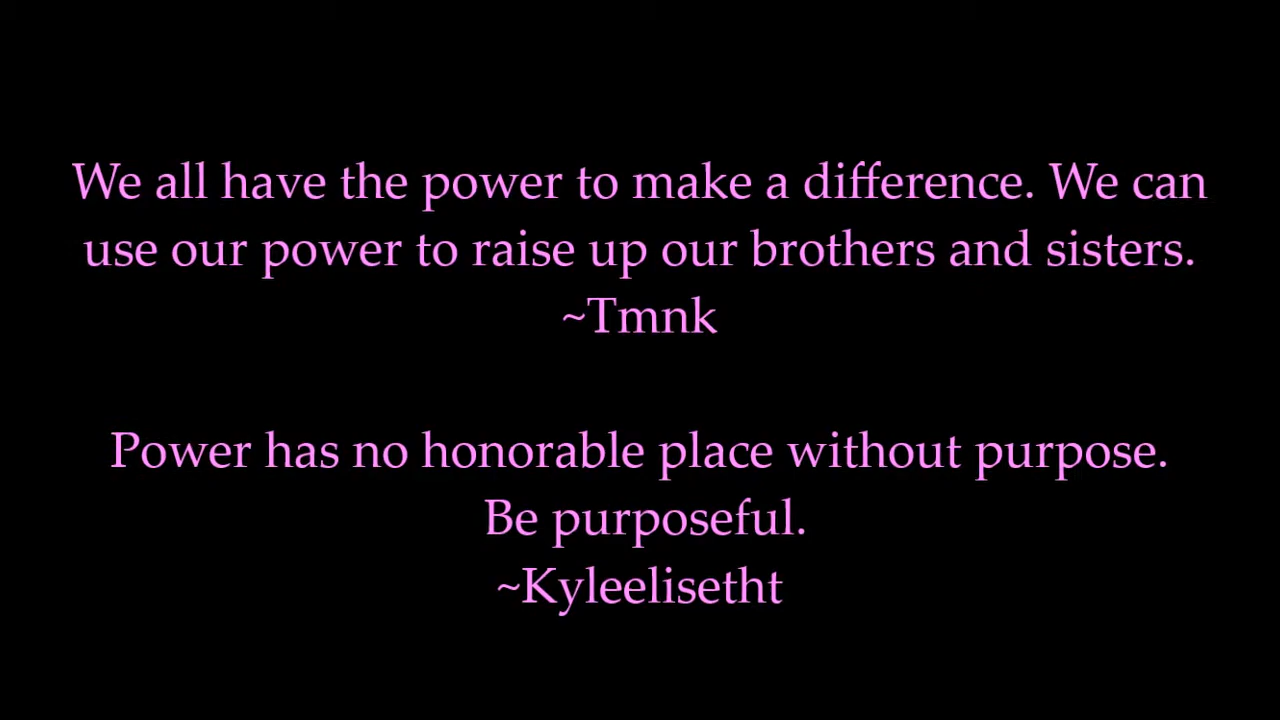 We all have the power to make a difference. We can
use our power to raise up our brothers and sisters.
~Tmnk
Power has no honorable place without purpose.
Be purposeful.
~Kyleelisetht